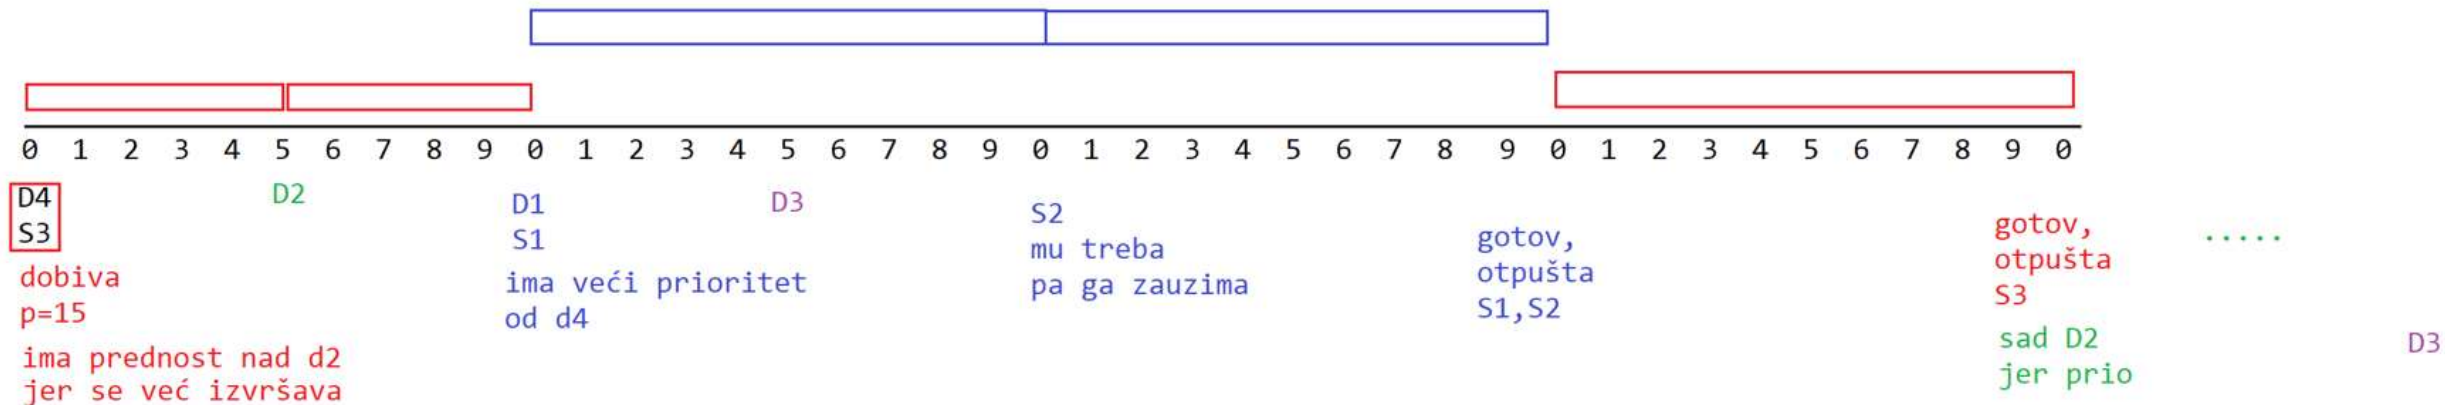 0 1 2 3 4 5 6 7 8 9 0 1 2 3 4 5 6 7 8 9 0 1 2 3 4 5 6 7 8 9 0 1 2 3 4 5 6 7 8 9 0
D4
S3
dobiva
p=15
ima prednost nad d2
jer se već izvršava
D2
D1
S1
ima veći prioritet
od d4
D3
S2
mu treba
pa ga zauzima
gotov,
otpušta
S1,S2
gotov,
otpušta
S3
sad D2
jer prio
.....
D3